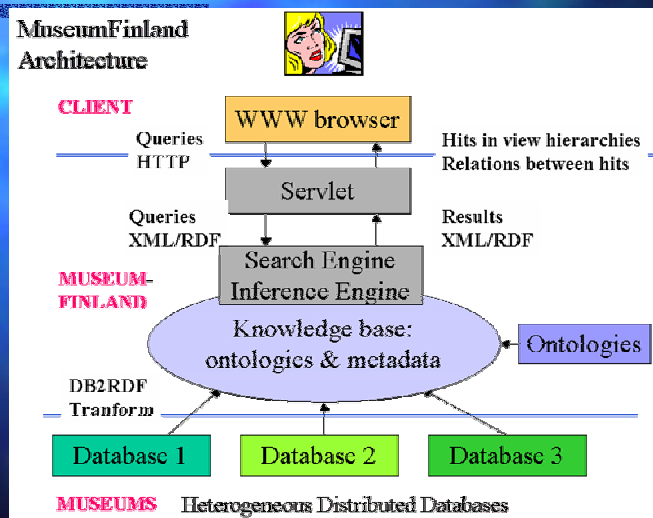 MuseumFinland
Architecture
CLIENT
WWW browser
Queries
HTTP
Hits in view hierarchies
Relations between hits
Servlet
Queries
XML/RDF
Results
XML/RDF
Search Engine
Inference Engine
MUSEUM-
FINLAND
Knowledge base:
ontologies & metadata
Ontologies
DB2RDF
Tranform
Database 1
Database 2
Database 3
MUSEUMS Heterogeneous Distributed Databases